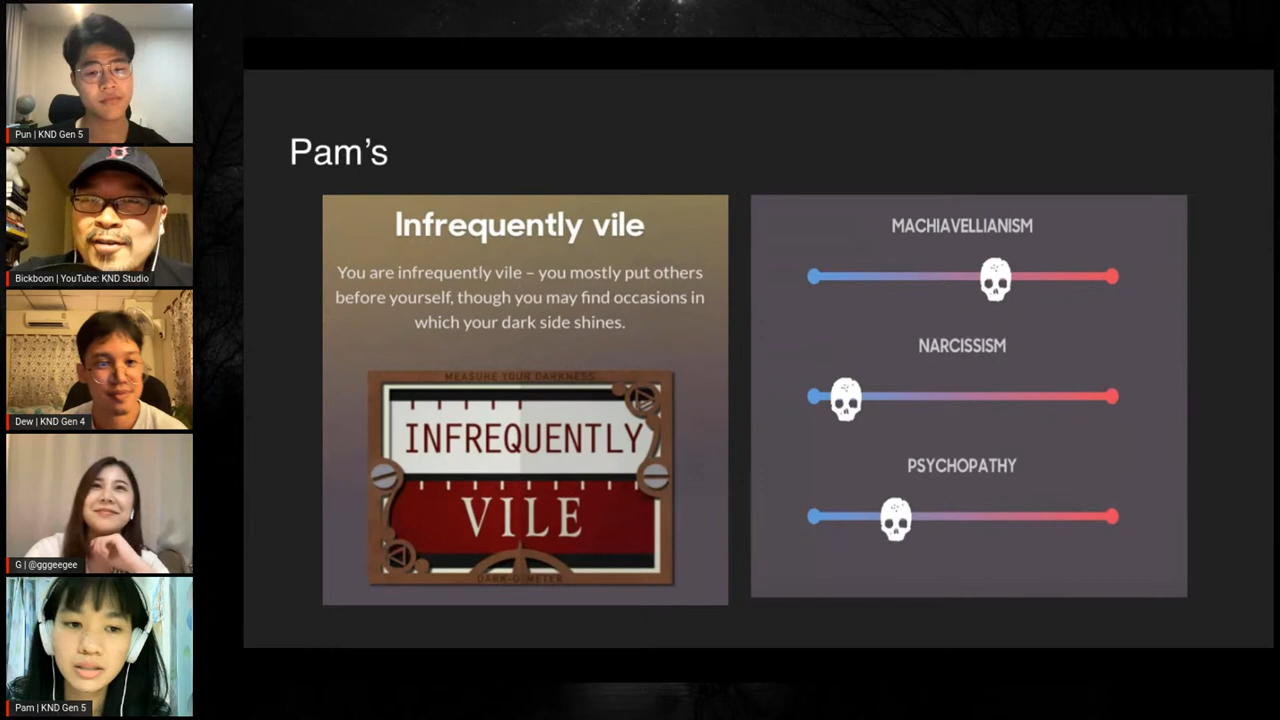 Pun | KND Gen 5
B
Bickboon | YouTube: KND Studio
Dew | KND Gen 4
G | @gggeegee
Pam | KND Gen 5
Pam's
Infrequently vile
You are infrequently vile – you mostly put others
before yourself, though you may find occasions in
which your dark side shines.
MEASURE YOUR DARKNESS
INFREQUENTLY
VILE
DARK-O-METER
MACHIAVELLIANISM
NARCISSISM
PSYCHOPATHY